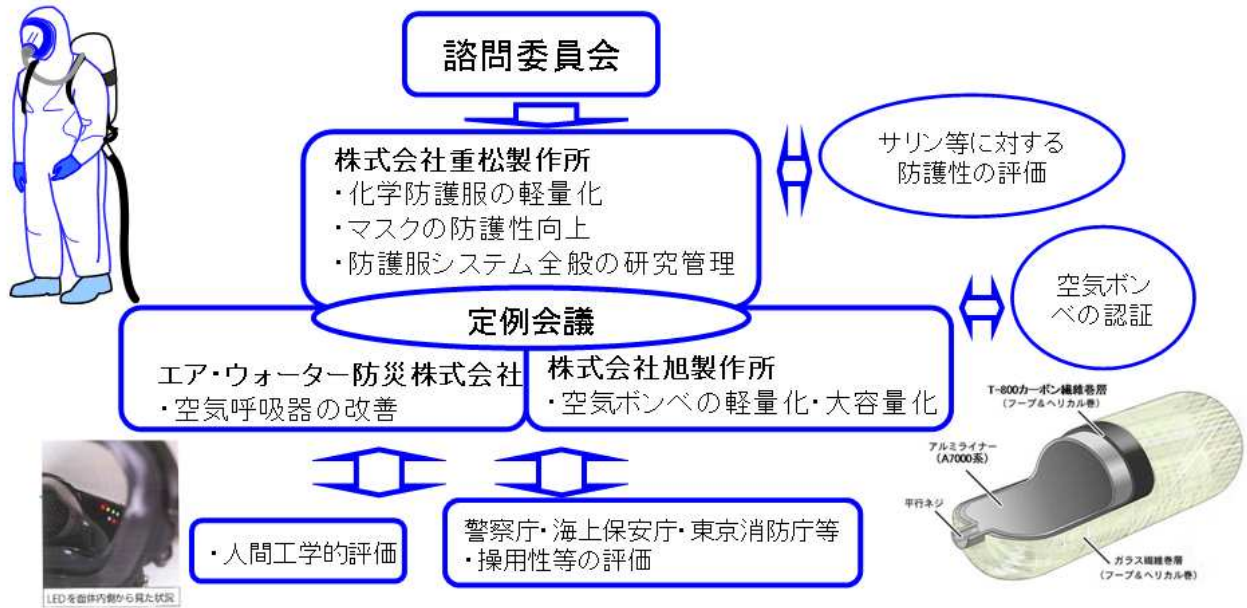 諮問委員会
株式会社重松製作所
・化学防護服の軽量化
・マスクの防護性向上
・防護服システム全般の研究管理
サリン等に対する
防護性の評価
定例会議
空気ボン
ベの認証
エア・ウォーター防災株式会社
・空気呼吸器の改善
株式会社旭製作所
・空気ボンベの軽量化・大容量化
T-800カーボン繊維巻層
(フープ&ヘリカル巻)
アルミライナー
(A7000系)
平行ネジ
ガラス繊維巻層
(フープ&ヘリカル巻)
・人間工学的評価
警察庁・海上保安庁・東京消防庁等
・操用性等の評価
LEDを面体内側から見た状況